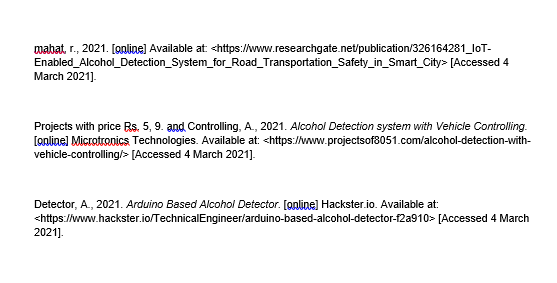 mahat, r., 2021. [online] Available at: <https://www.researchgate.net/publication/326164281_IoT-
Enabled_Alcohol_Detection_System_for_Road_Transportation_Safety_in_Smart_City> [Accessed 4
March 2021].
Projects with price Rs. 5, 9. and Controlling, A., 2021. Alcohol Detection system with Vehicle Controlling.
[online] Microtronics Technologies. Available at: <https://www.projectsof8051.com/alcohol-detection-with-
vehicle-controlling/> [Accessed 4 March 2021].
Detector, A., 2021. Arduino Based Alcohol Detector. [online] Hackster.io. Available at:
<https://www.hackster.io/TechnicalEngineer/arduino-based-alcohol-detector-f2a910> [Accessed 4 March
2021].